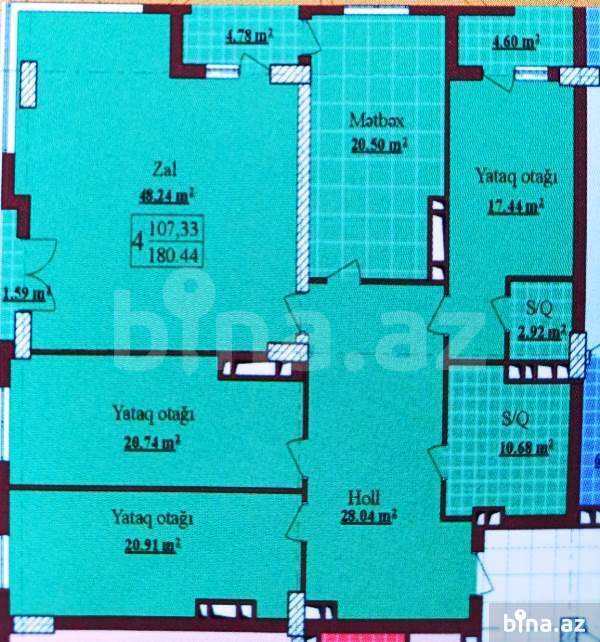 4.78 m²
4.60 m²
Mətbəx
20.50 m²
Zal
48.24 m²
Yataq otağı
17.44 m²
4
107,33
180.44
1.59 m²
S/Q
2.92 m²
bina.az
Yataq otağı
20.74 m²
S/Q
10.68 m²
Holl
28.04 m²
Yataq otağı
20.91 m²
bina.az